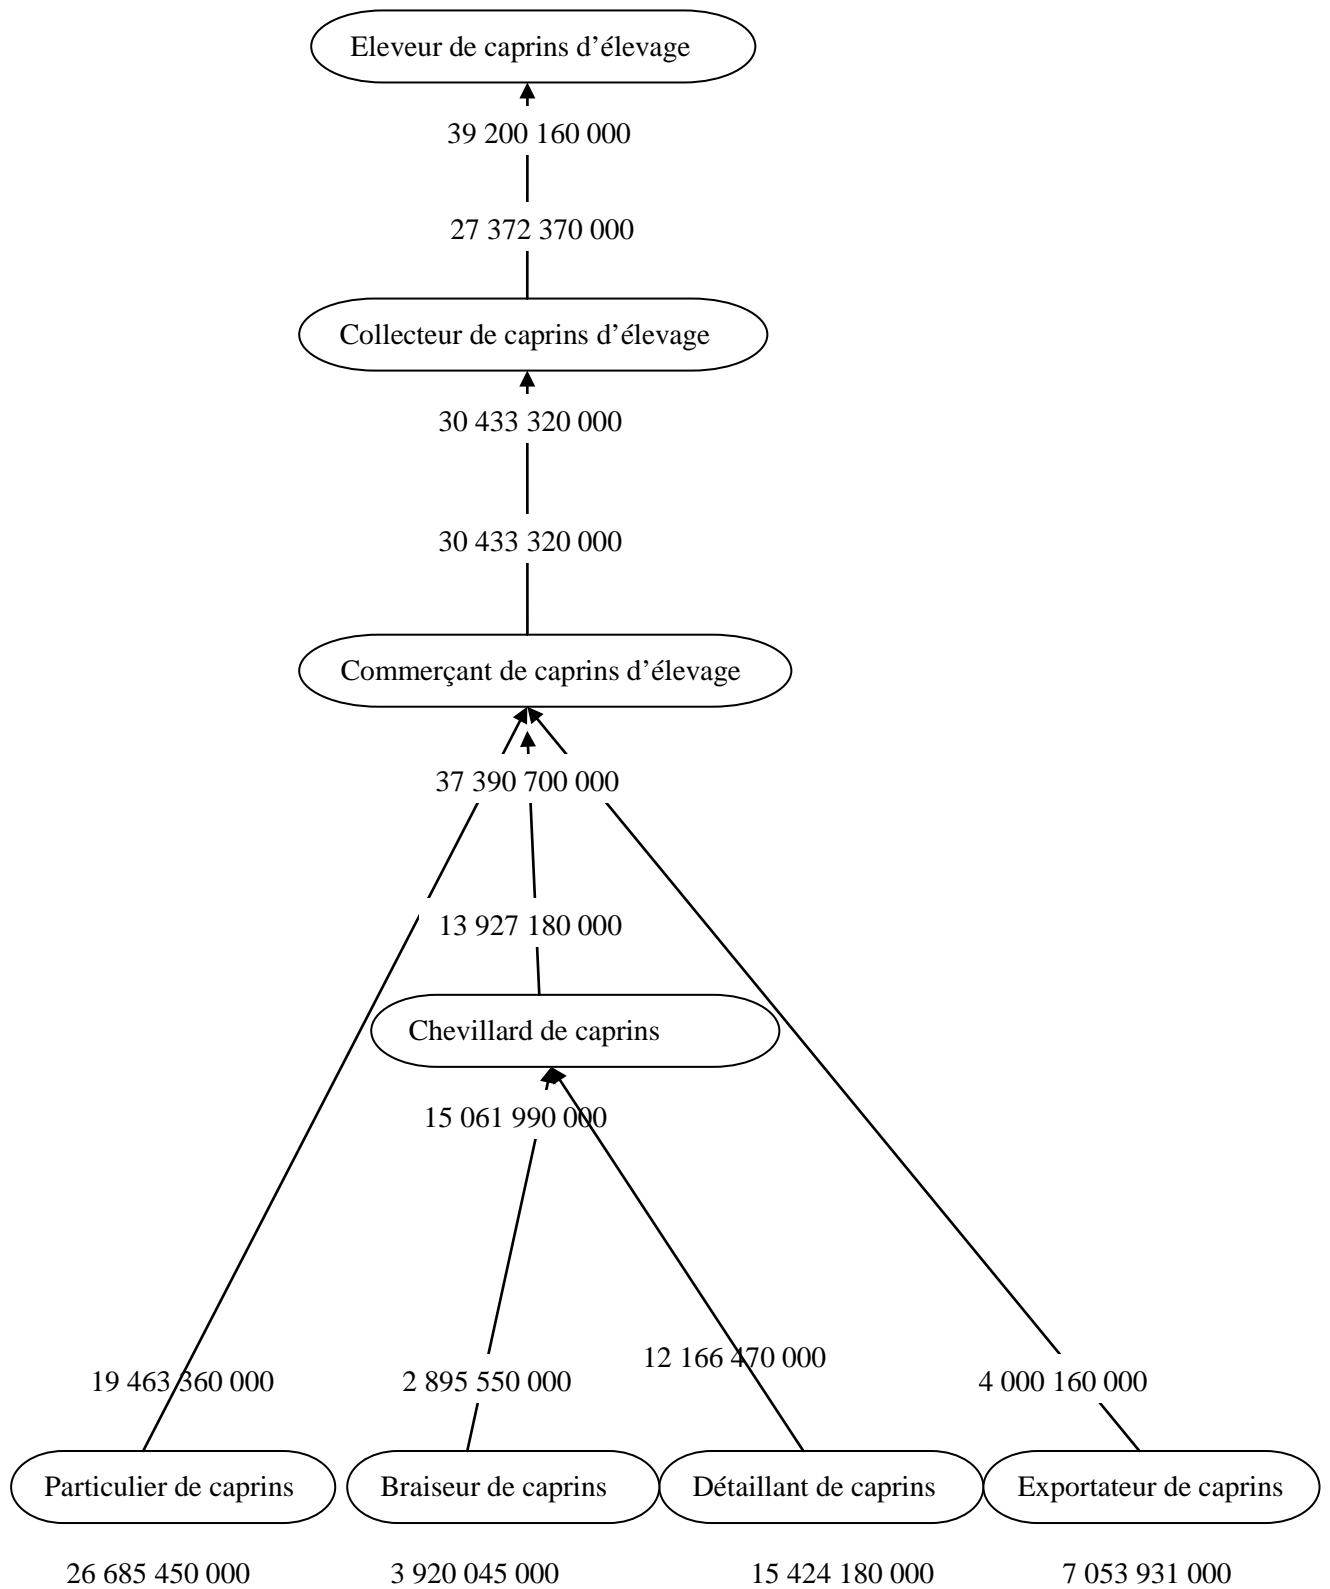 Eleveur de caprins d’élevage
39 200 160 000
27 372 370 000
Collecteur de caprins d’élevage
30 433 320 000
30 433 320 000
Commerçant de caprins d’élevage
37 390 700 000
13 927 180 000
Chevillard de caprins
15 061 990 000
19 463 360 000 2 895 550 000 12 166 470 000 4 000 160 000
Particulier de caprins Braiseur de caprins Détaillant de caprins Exportateur de caprins
26 685 450 000 3 920 045 000 15 424 180 000 7 053 931 000